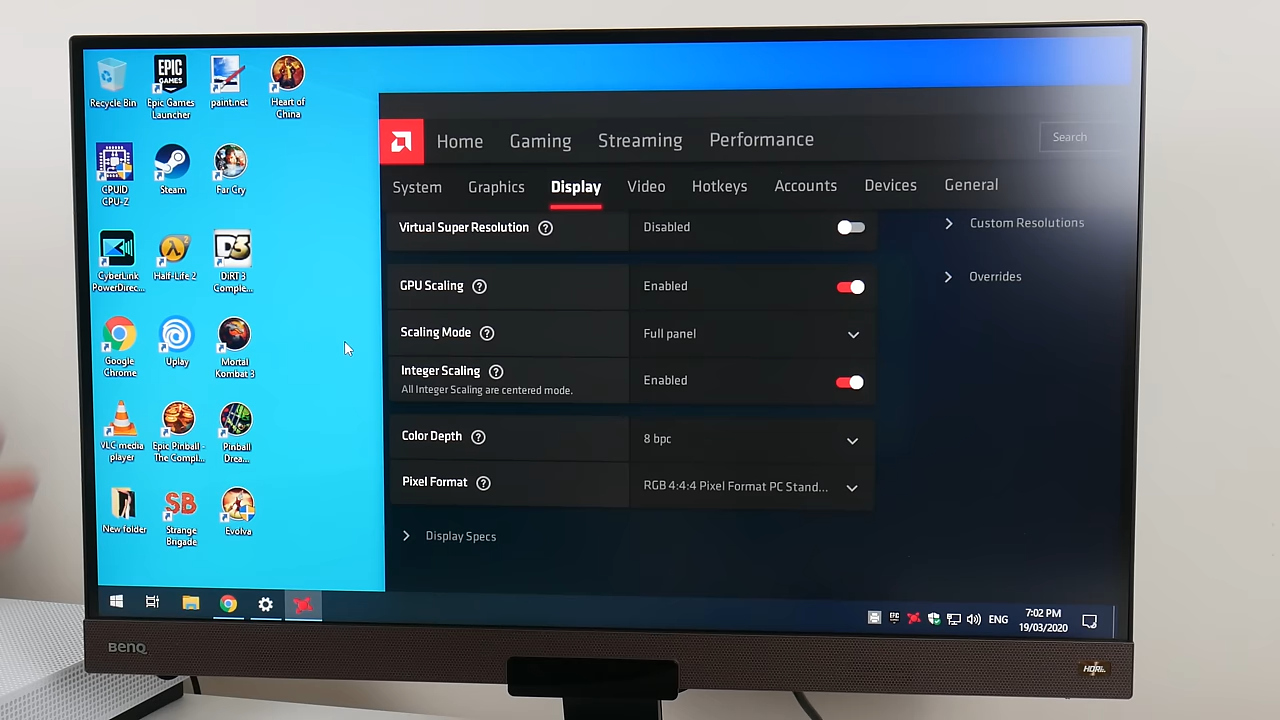 Recycle Bin
EPIC GAMES
Epic Games Launcher
paint.net
Heart of China
GPUID CPU-Z
Steam
Far Cry
CyberLink PowerDirec...
Half-Life 2
D3
DiRT 3 Comple...
Google Chrome
Uplay
Mortal Kombat 3
VLC media player
Epic Pinball - The Compl...
Pinball Drea...
New folder
SB
Strange Brigade
Evolva
Home Gaming Streaming Performance
Search
System Graphics Display Video Hotkeys Accounts Devices General
Virtual Super Resolution ? Disabled
Custom Resolutions
GPU Scaling ? Enabled
Overrides
Scaling Mode ? Full panel
Integer Scaling ? Enabled
All Integer Scaling are centered mode.
Color Depth ? 8 bpc
Pixel Format ? RGB 4:4:4 Pixel Format PC Stand...
Display Specs
ENG
7:02 PM
19/03/2020
BenQ
HDRi